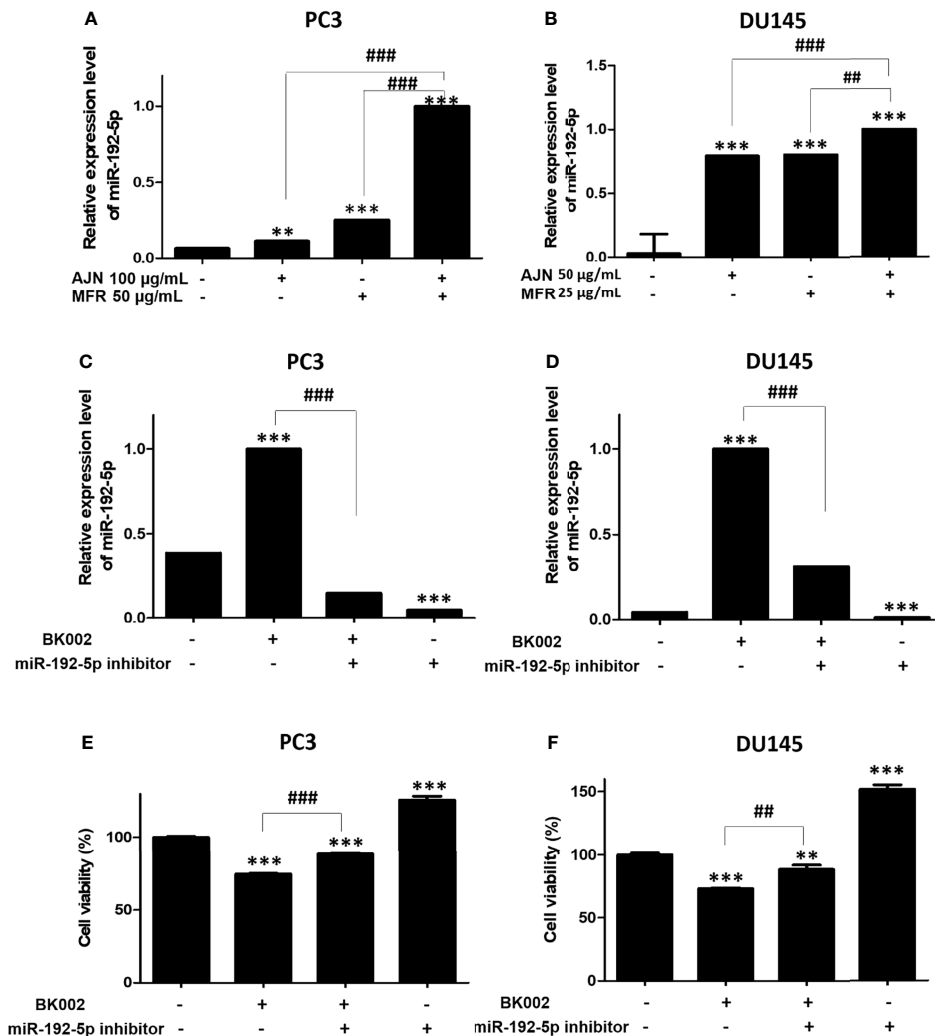 A
PC3
Relative expression level
of miR-192-5p
1.0
0.5
0.0
###
###
**
***
***
AJN 100 µg/mL - + - +
MFR 50 µg/mL - - + +
B
DU145
Relative expression level
of miR-192-5p
1.5
1.0
0.5
0.0
###
##
***
***
***
AJN 50 µg/mL - + - +
MFR 25 µg/mL - - + +
C
PC3
Relative expression level
of miR-192-5p
1.0
0.5
0.0
###
***
***
BK002 - + + -
miR-192-5p inhibitor - - + +
D
DU145
Relative expression level
of miR-192-5p
1.0
0.5
0.0
###
***
***
BK002 - + + -
miR-192-5p inhibitor - - + +
E
PC3
Cell viability (%)
100
50
0
###
***
***
***
BK002 - + + -
miR-192-5p inhibitor - - + +
F
DU145
Cell viability (%)
150
100
50
0
##
***
**
***
BK002 - + + -
miR-192-5p inhibitor - - + +